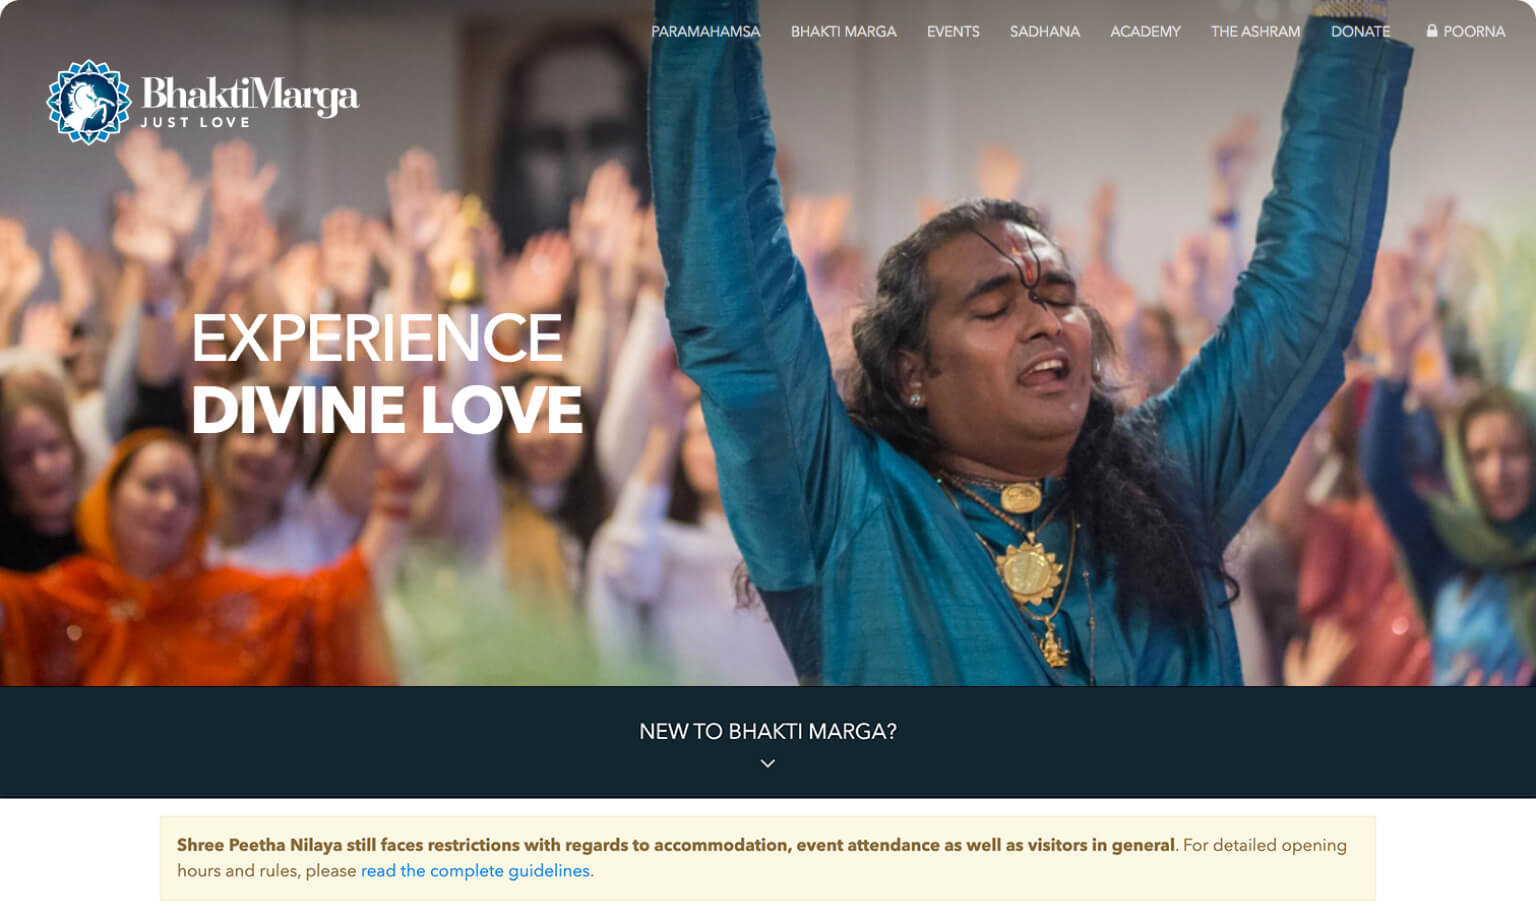 PARAMAHAMSA BHAKTI MARGA EVENTS SADHANA ACADEMY THE ASHRAM DONATE POORNA
BhaktiMarga
JUST LOVE
EXPERIENCE
DIVINE LOVE
NEW TO BHAKTI MARGA?
Shree Peetha Nilaya still faces restrictions with regards to accommodation, event attendance as well as visitors in general. For detailed opening
hours and rules, please read the complete guidelines.